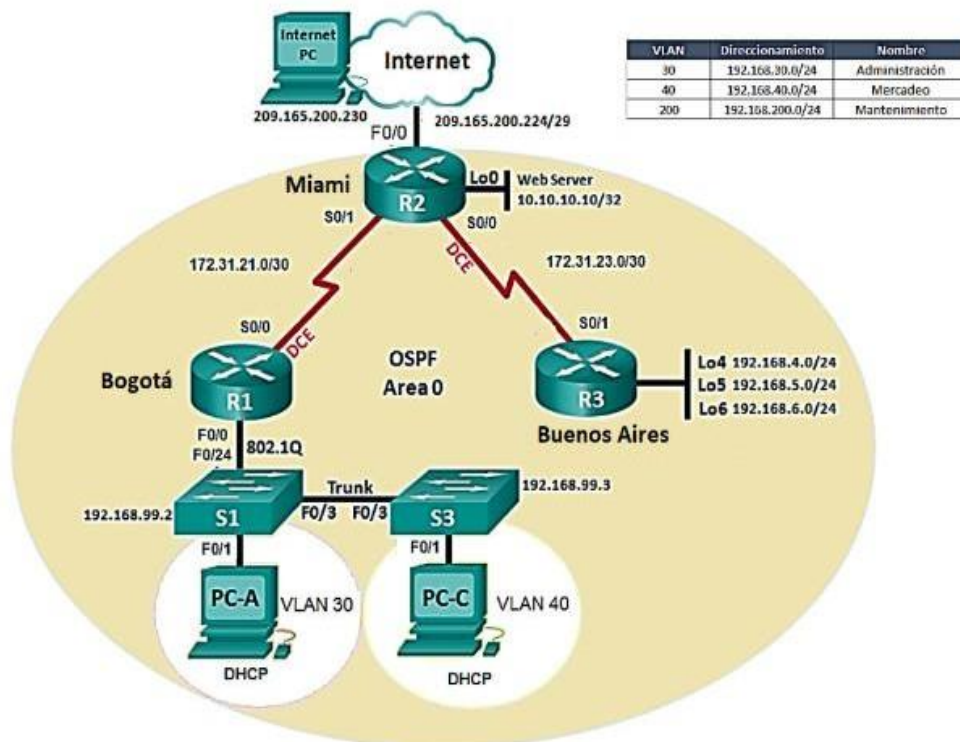 Internet
PC
Internet
209.165.200.230
F0/0
209.165.200.224/29
VLAN Direccionamiento Nombre
30 192.168.30.0/24 Administración
40 192.168.40.0/24 Mercadeo
200 192.168.200.0/24 Mantenimiento
Miami
R2
Lo0
Web Server
10.10.10.10/32
S0/1
S0/0
DCE
172.31.21.0/30
172.31.23.0/30
S0/0
DCE
S0/1
Bogotá
R1
OSPF
Area 0
R3
Buenos Aires
Lo4 192.168.4.0/24
Lo5 192.168.5.0/24
Lo6 192.168.6.0/24
F0/0
F0/24
802.1Q
Trunk
192.168.99.2
S1
F0/3
F0/3
S3
192.168.99.3
F0/1
F0/1
PC-A
VLAN 30
PC-C
VLAN 40
DHCP
DHCP